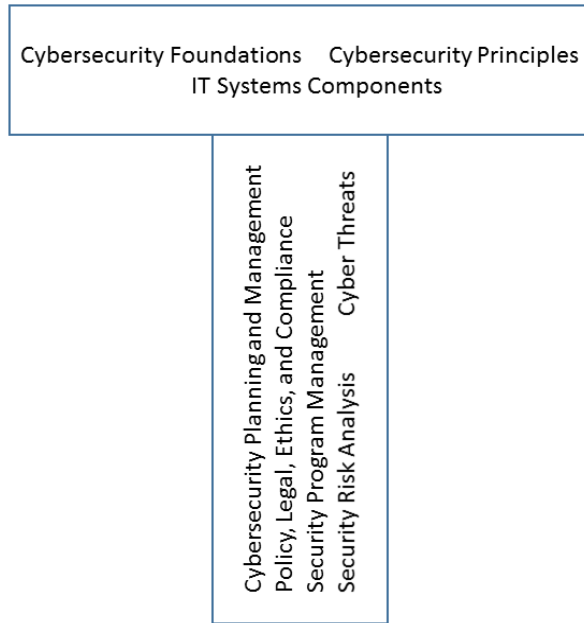 Cybersecurity Foundations Cybersecurity Principles
IT Systems Components
Cybersecurity Planning and Management
Policy, Legal, Ethics, and Compliance
Security Program Management
Security Risk Analysis Cyber Threats